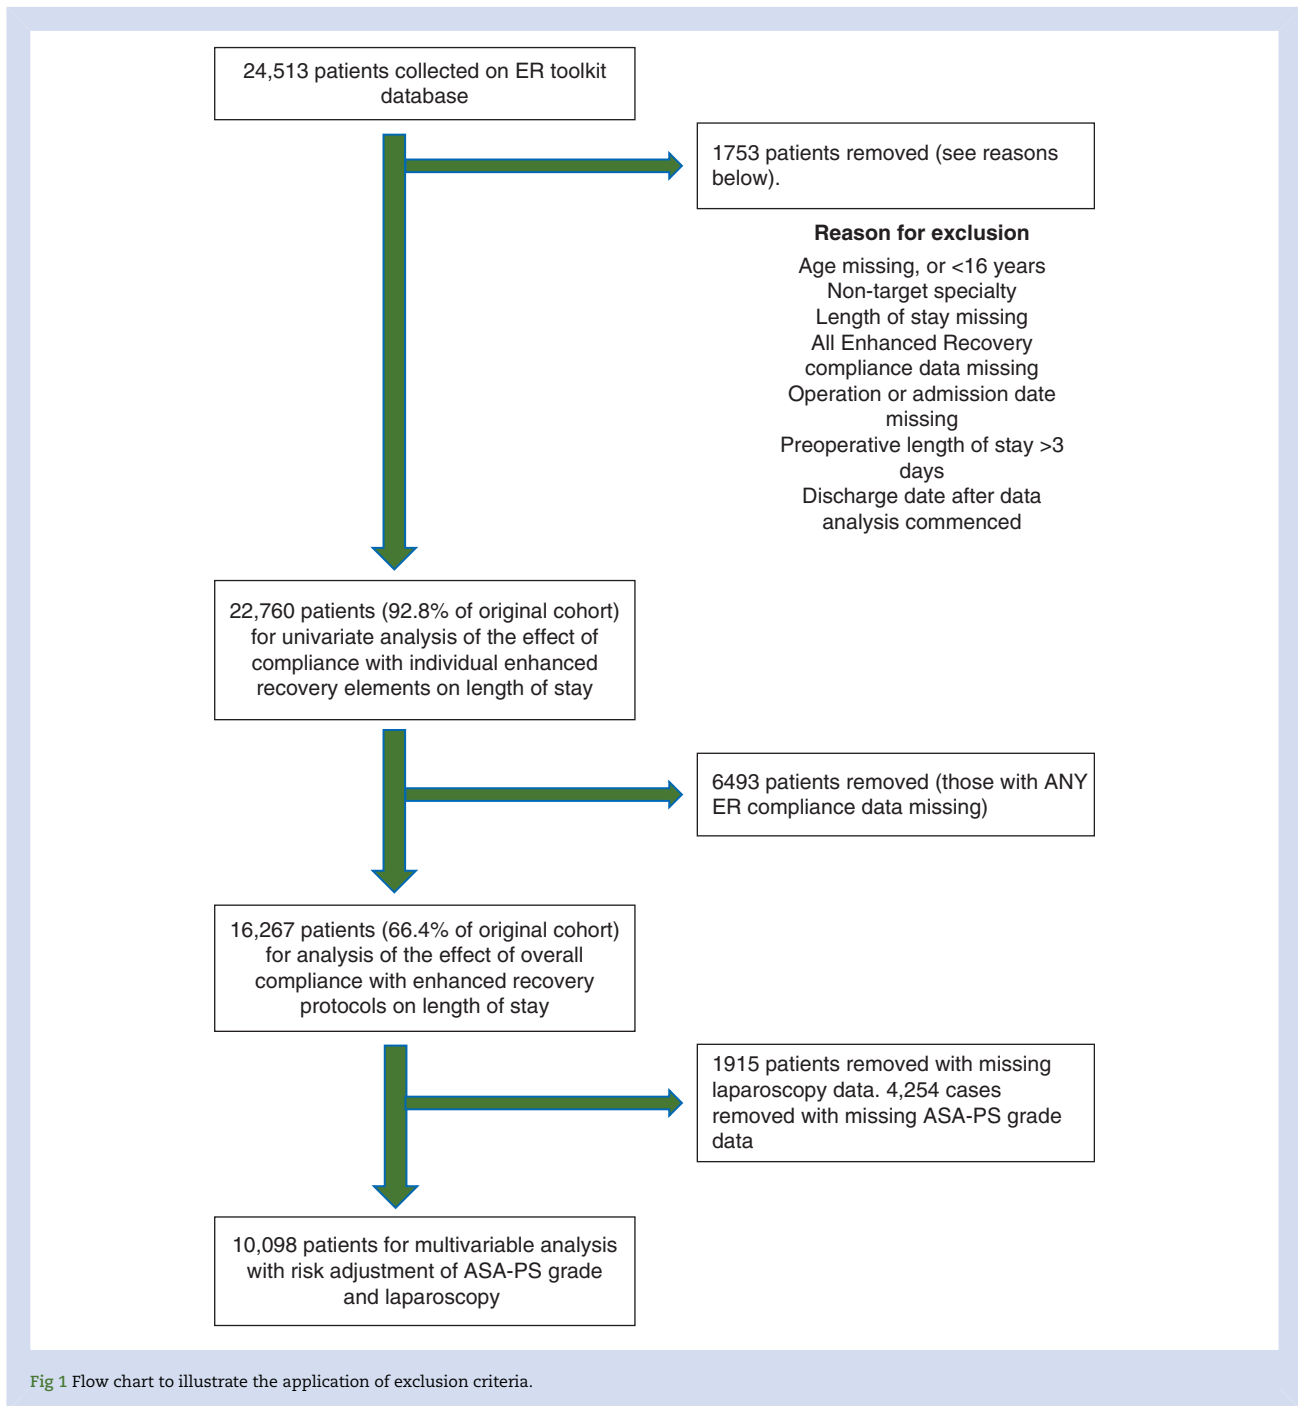 24,513 patients collected on ER toolkit
database
1753 patients removed (see reasons
below).
Reason for exclusion
Age missing, or <16 years
Non-target specialty
Length of stay missing
All Enhanced Recovery
compliance data missing
Operation or admission date
missing
Preoperative length of stay >3
days
Discharge date after data
analysis commenced
22,760 patients (92.8% of original cohort)
for univariate analysis of the effect of
compliance with individual enhanced
recovery elements on length of stay
6493 patients removed (those with ANY
ER compliance data missing)
16,267 patients (66.4% of original cohort)
for analysis of the effect of overall
compliance with enhanced recovery
protocols on length of stay
1915 patients removed with missing
laparoscopy data. 4,254 cases
removed with missing ASA-PS grade
data
10,098 patients for multivariable analysis
with risk adjustment of ASA-PS grade
and laparoscopy
Fig 1 Flow chart to illustrate the application of exclusion criteria.